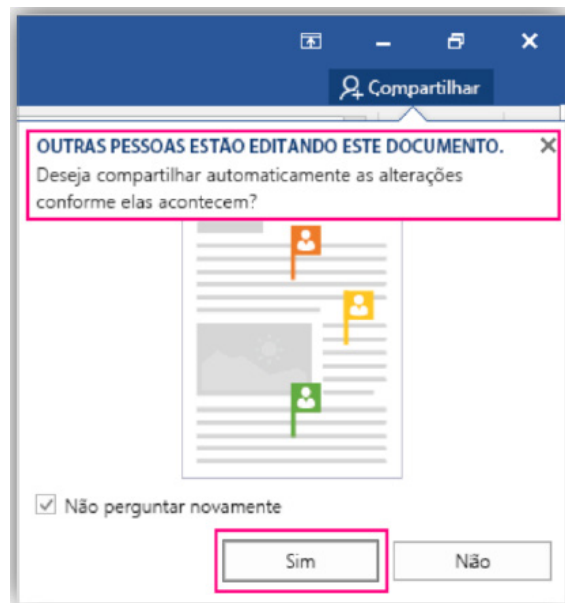 Compartilhar
OUTRAS PESSOAS ESTÃO EDITANDO ESTE DOCUMENTO.
Deseja compartilhar automaticamente as alterações
conforme elas acontecem?
Não perguntar novamente
Sim Não